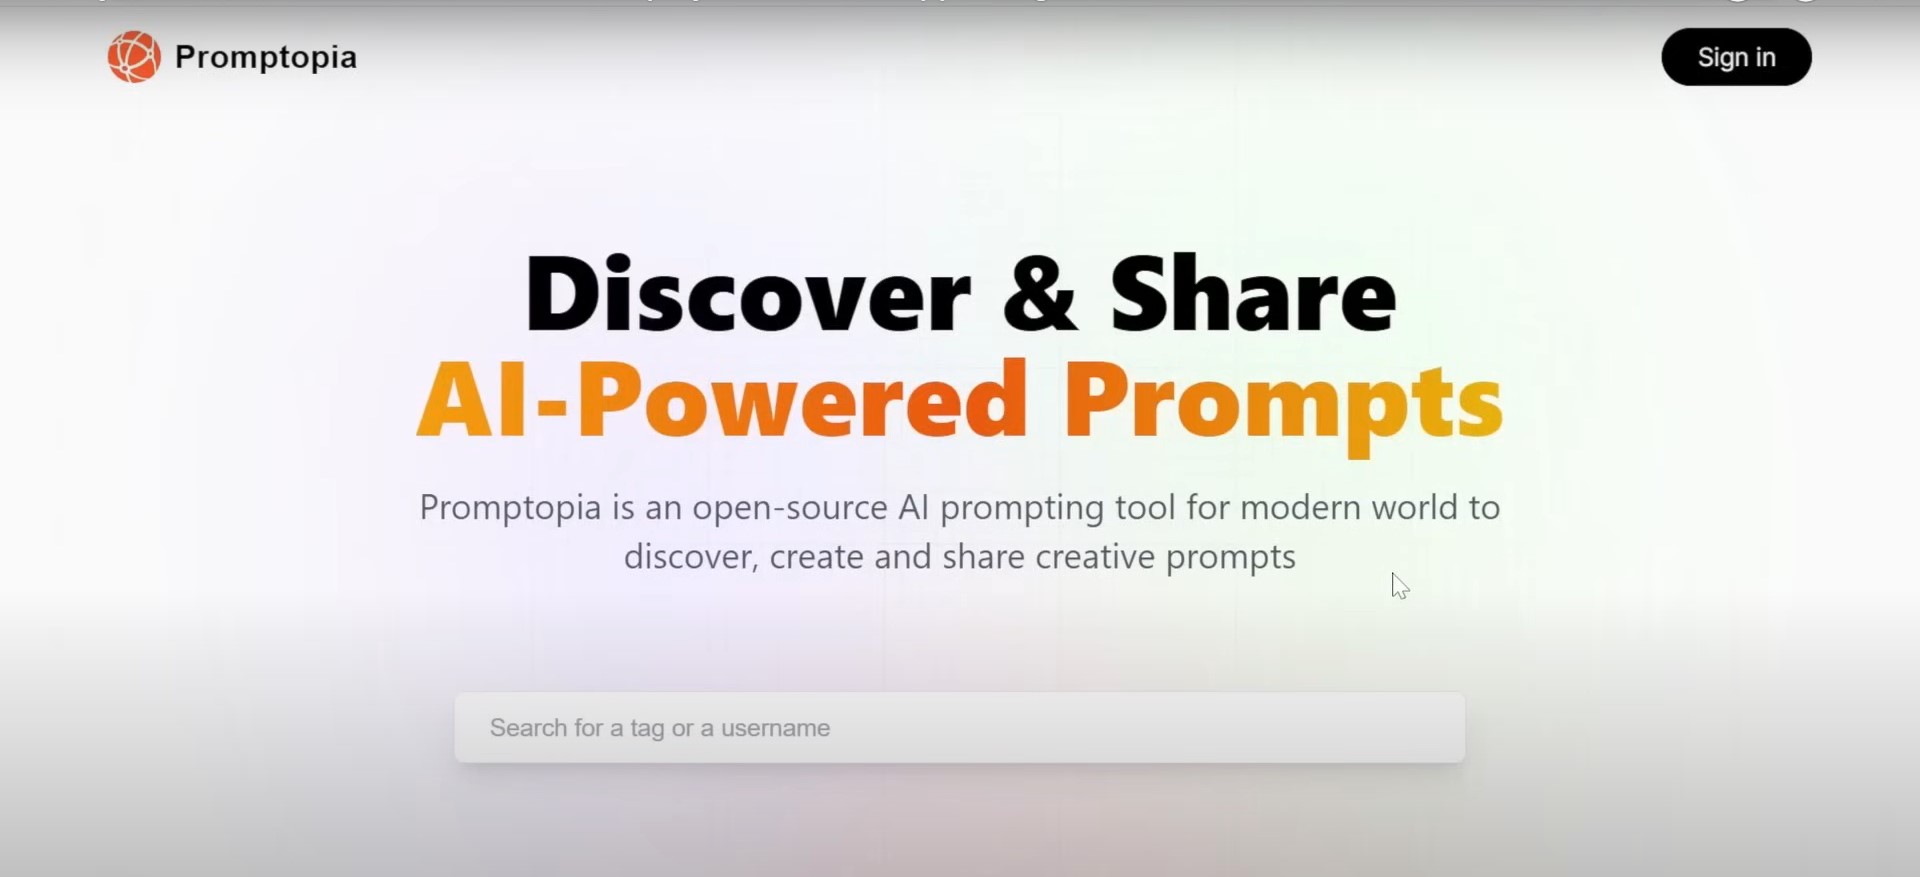 Promptopia
Sign in
Discover & Share
AI-Powered Prompts
Promptopia is an open-source AI prompting tool for modern world to
discover, create and share creative prompts
Search for a tag or a username